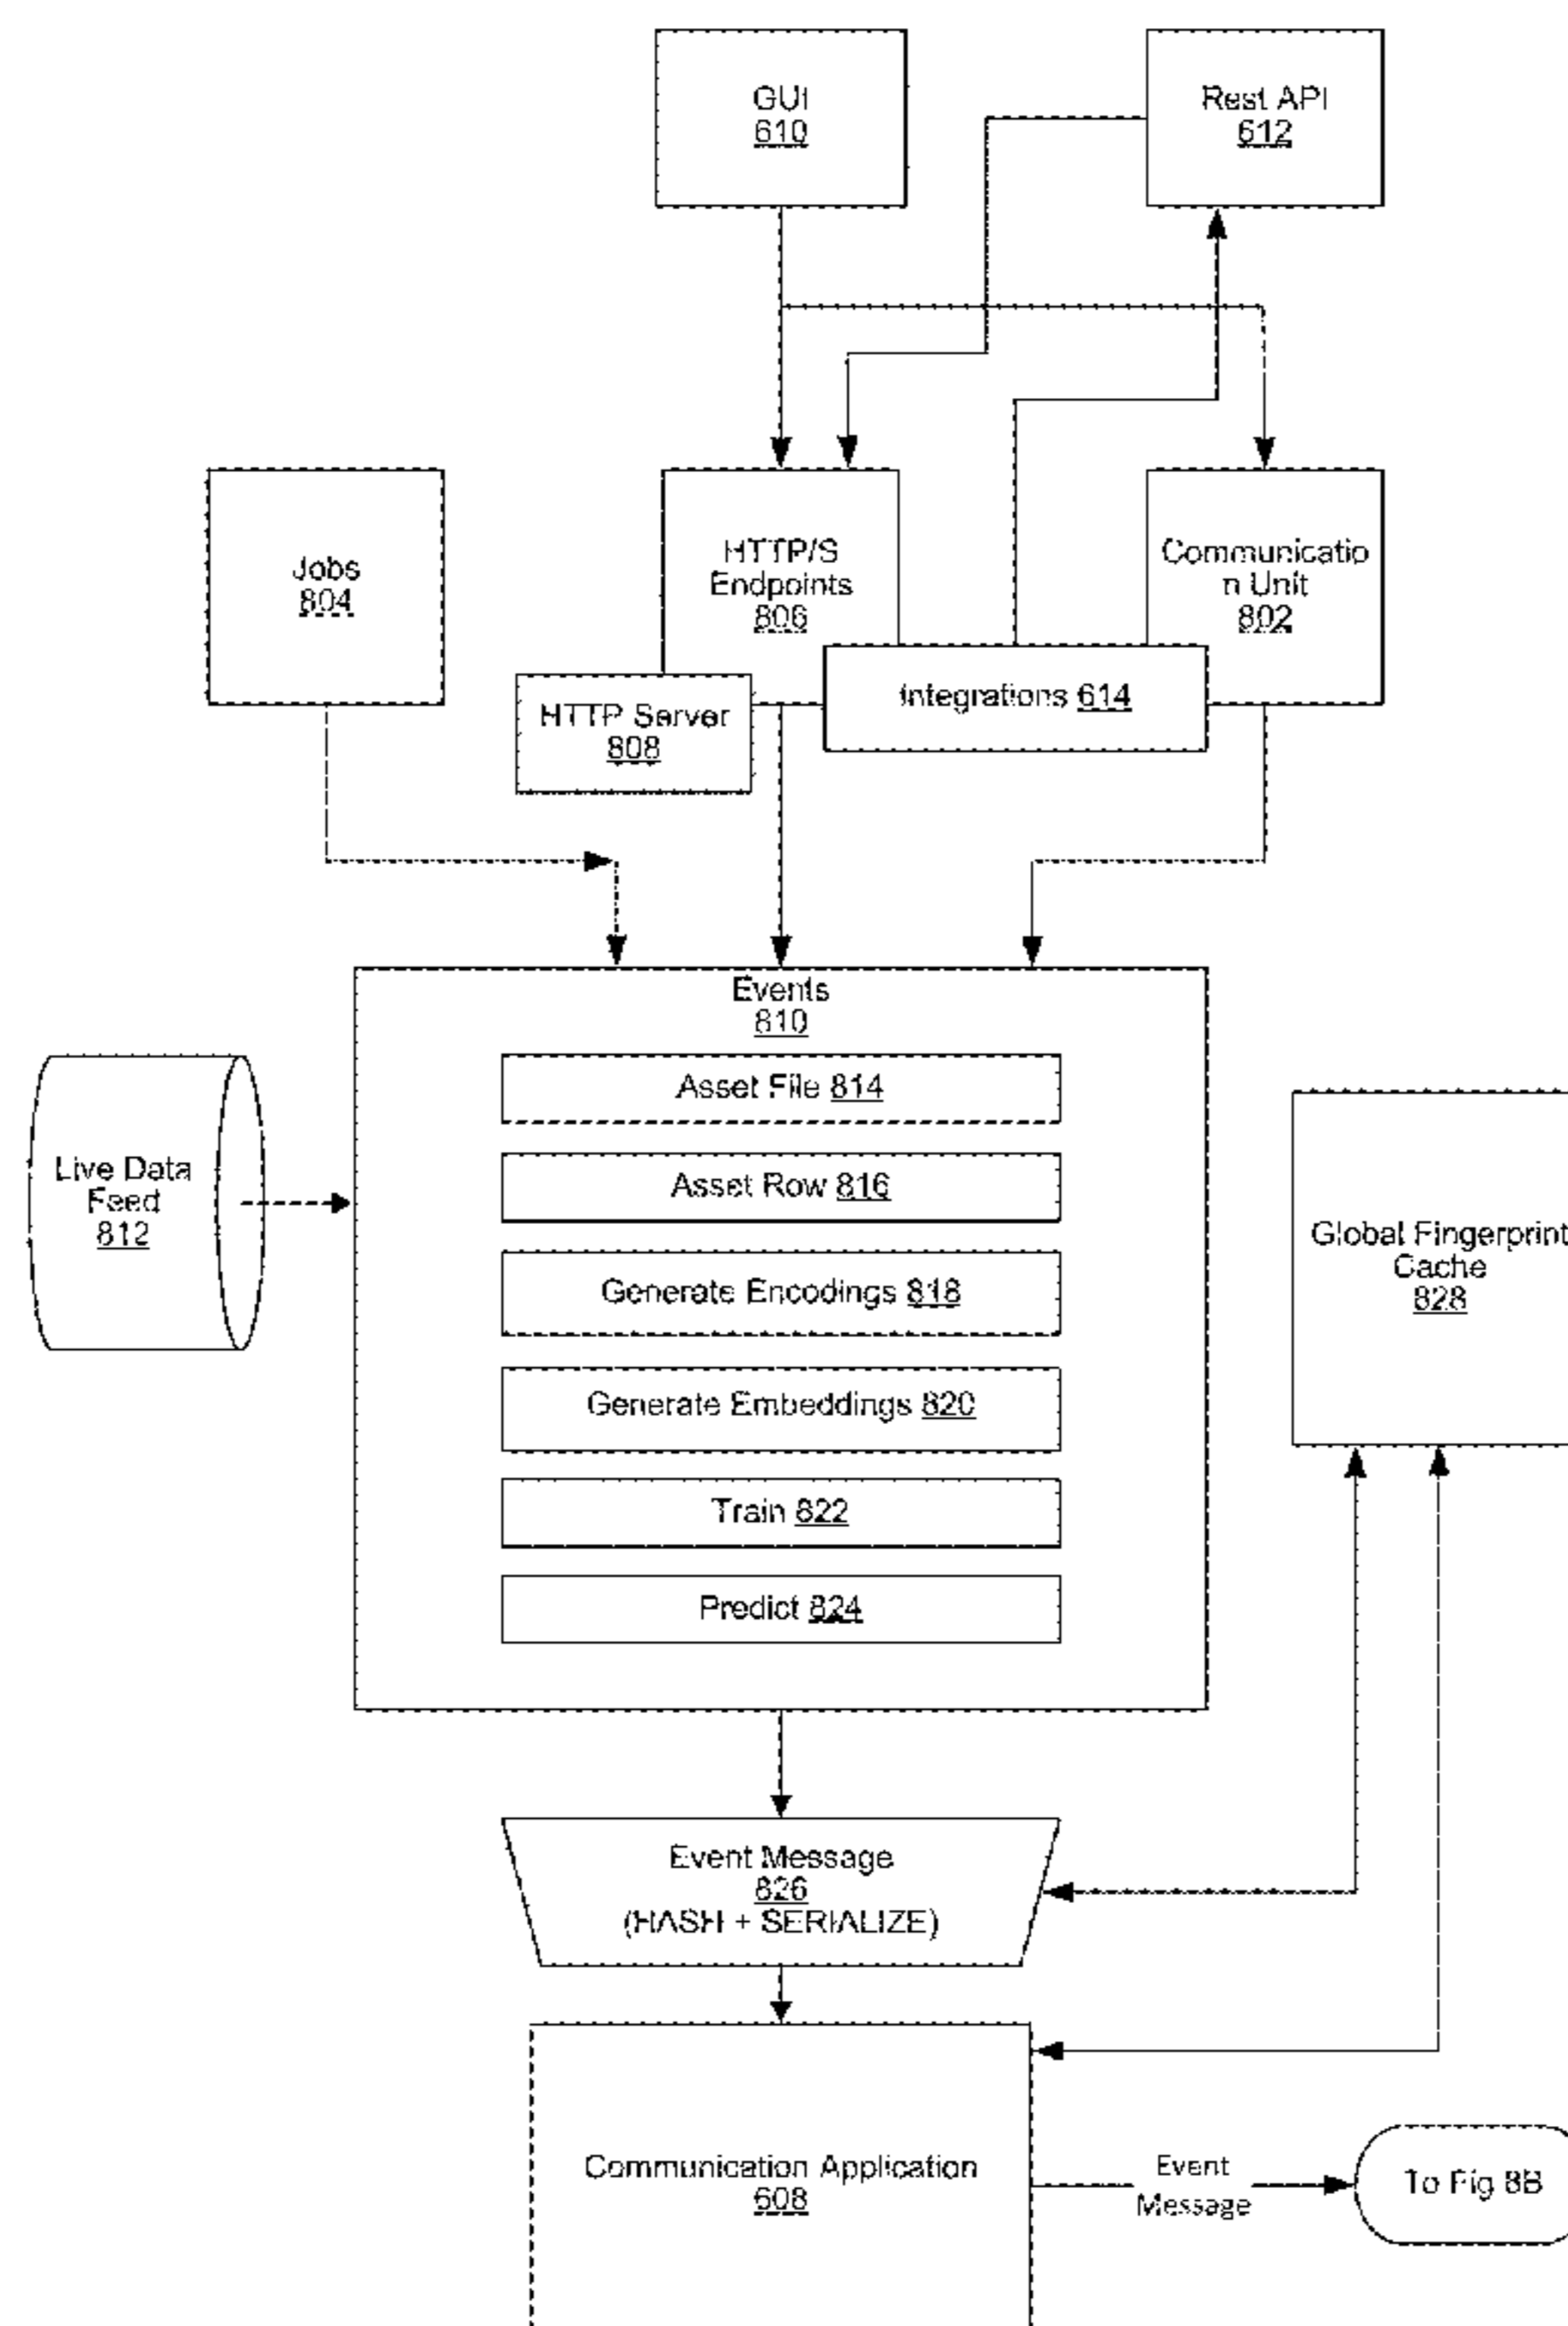 GUI
610
Rest API
612
Jobs
804
HTTP/S
Endpoints
806
Communicatio
n Unit
802
HTTP Server
808
Integrations 614
Events
810
Live Data
Feed
812
Asset File 814
Asset Row 816
Generate Encodings 818
Generate Embeddings 820
Train 822
Predict 824
Global Fingerprint
Cache
828
Event Message
826
(HASH + SERIALIZE)
Communication Application
608
Event
Message
To Fig 8B